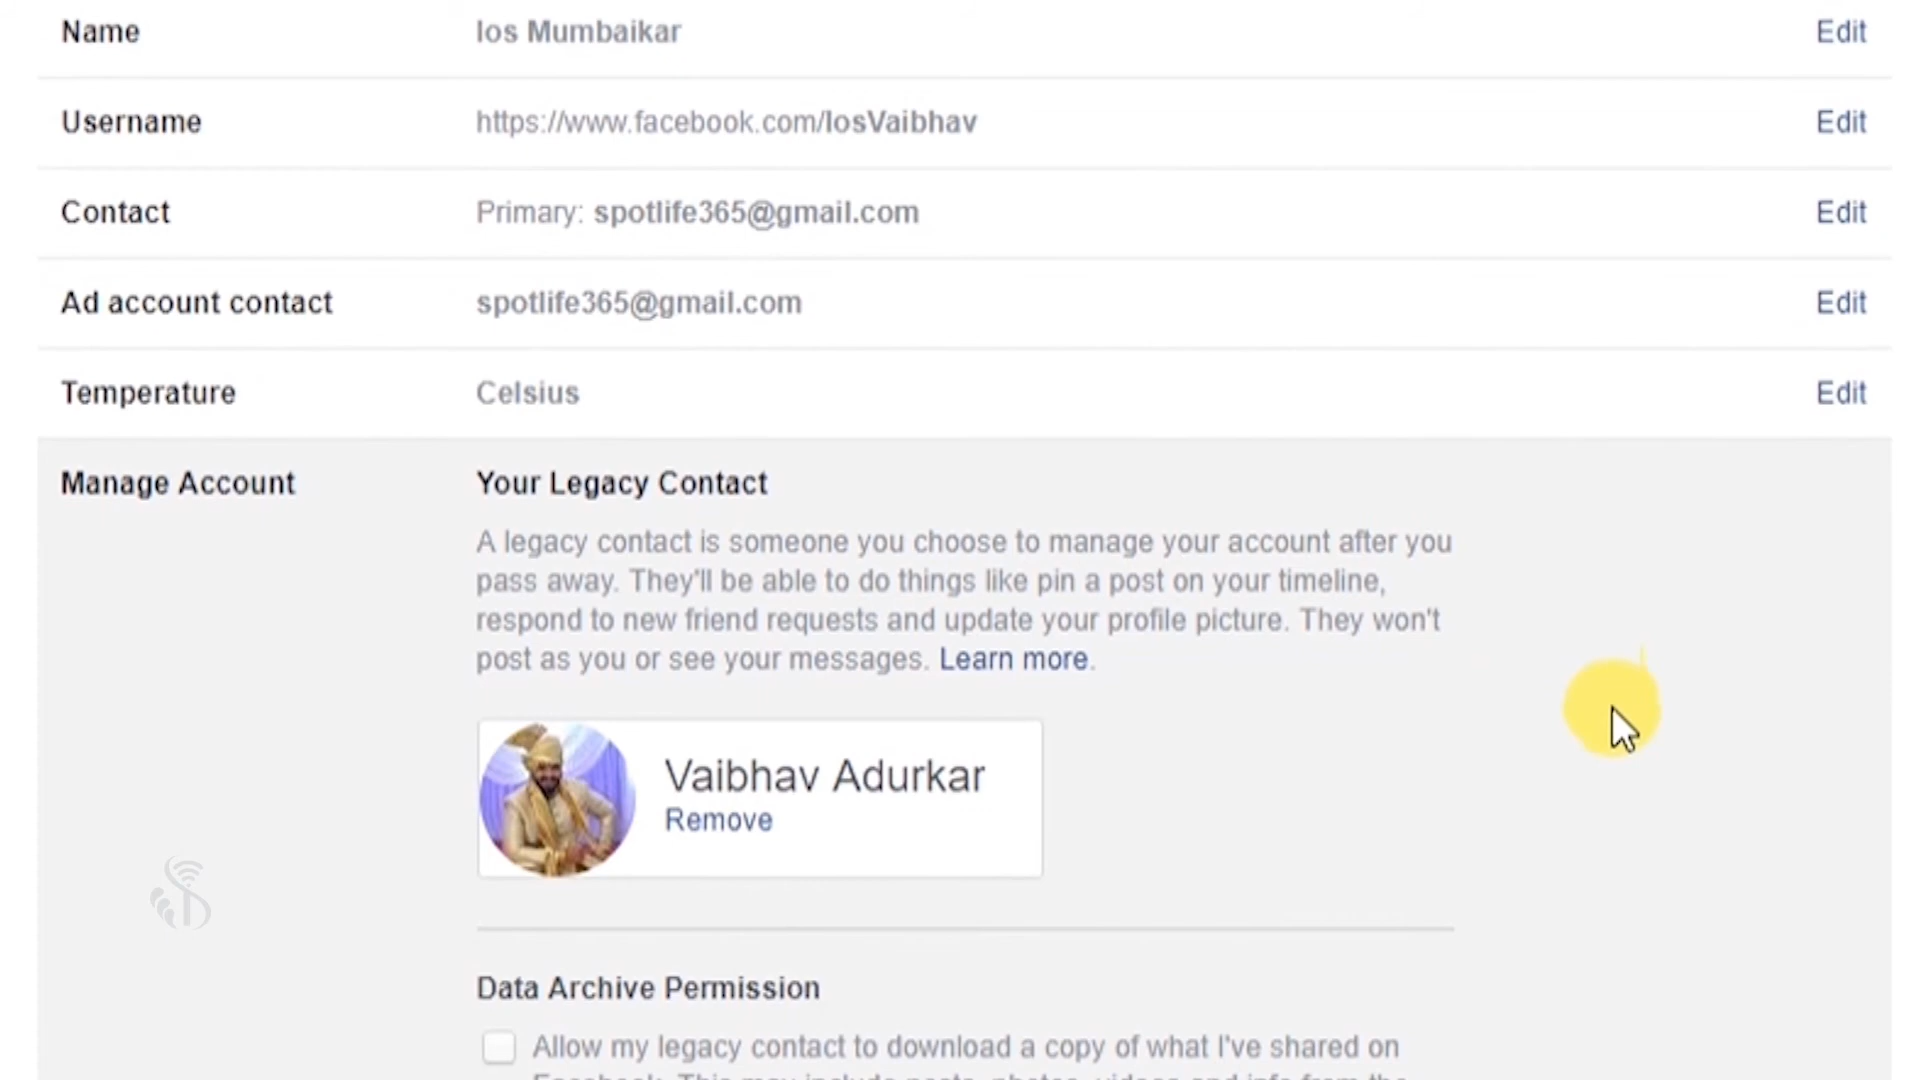 Name Ios Mumbaikar Edit
Username https://www.facebook.com/IosVaibhav Edit
Contact Primary: spotlife365@gmail.com Edit
Ad account contact spotlife365@gmail.com Edit
Temperature Celsius Edit
Manage Account Your Legacy Contact
A legacy contact is someone you choose to manage your account after you
pass away. They'll be able to do things like pin a post on your timeline,
respond to new friend requests and update your profile picture. They won't
post as you or see your messages. Learn more.
Vaibhav Adurkar
Remove
Data Archive Permission
Allow my legacy contact to download a copy of what I've shared on